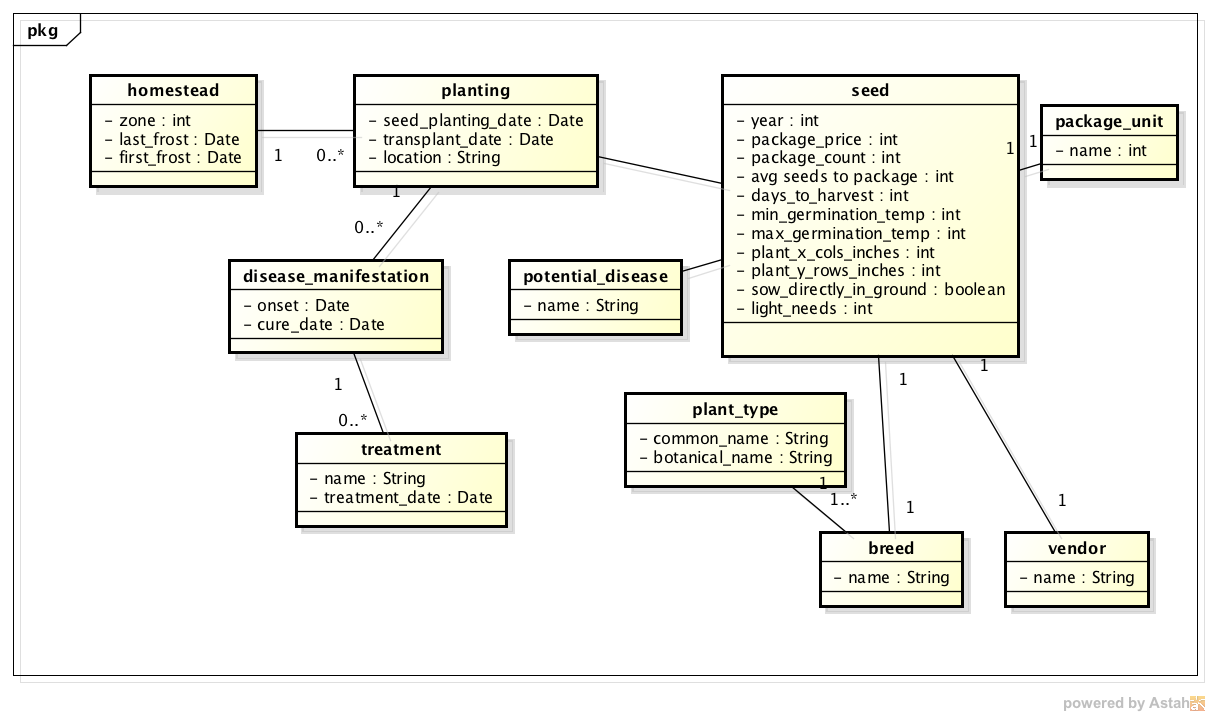 pkg
homestead
- zone : int
- last_frost : Date
- first_frost : Date
1
0..*
planting
- seed_planting_date : Date
- transplant_date : Date
- location : String
1
0..*
seed
- year : int
- package_price : int
- package_count : int
- avg seeds to package : int
- days_to_harvest : int
- min_germination_temp : int
- max_germination_temp : int
- plant_x_cols_inches : int
- plant_y_rows_inches : int
- sow_directly_in_ground : boolean
- light_needs : int
1
1
package_unit
- name : int
disease_manifestation
- onset : Date
- cure_date : Date
1
0..*
potential_disease
- name : String
treatment
- name : String
- treatment_date : Date
plant_type
- common_name : String
- botanical_name : String
1
1..*
1
1
1
1
breed
- name : String
vendor
- name : String
powered by Astah